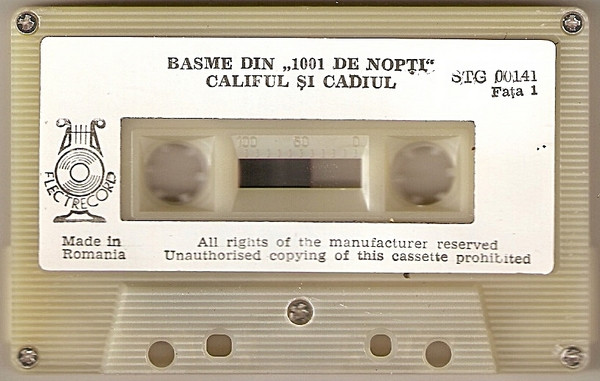 BASME DIN „1001 DE NOPȚI“
CALIFUL ȘI CADIUL
STG 00141
Fața 1
ELECTRECORD
100 50 0
Made in
Romania
All rights of the manufacturer reserved
Unauthorised copying of this cassette prohibited